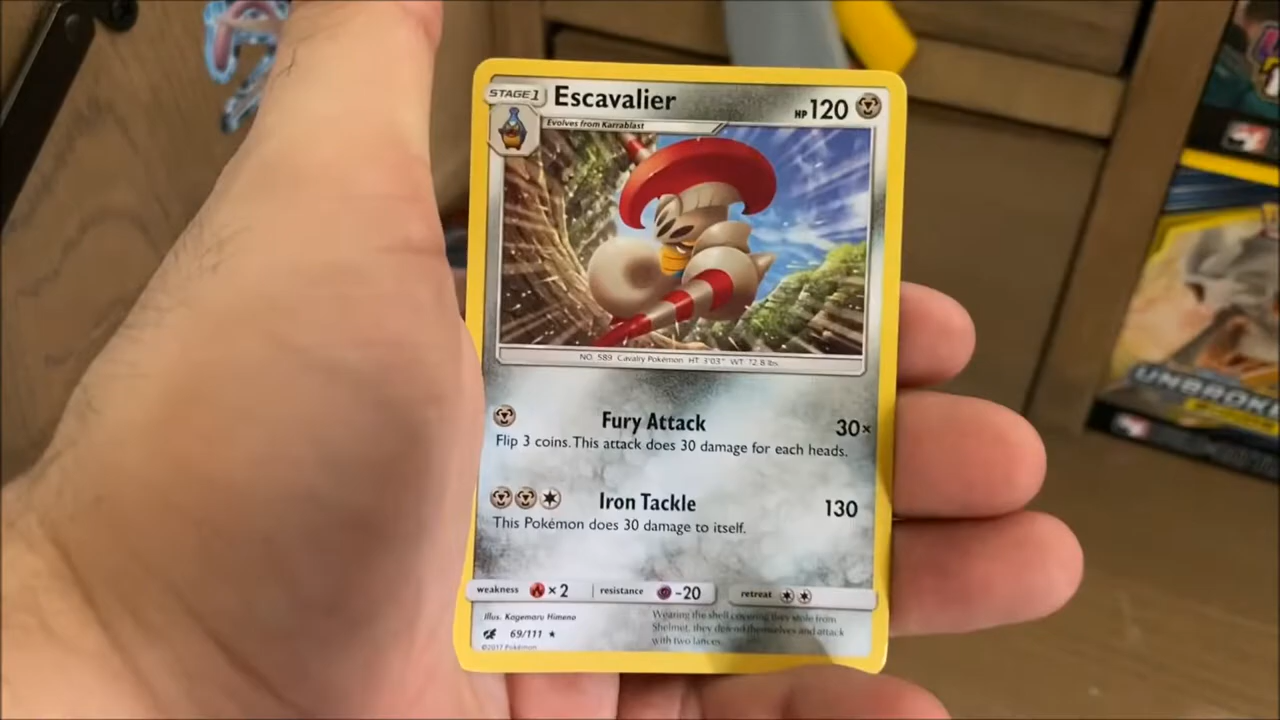 STAGE 1
Escavalier
HP 120
Evolves from Karrablast
NO. 589 Cavalry Pokémon HT 3'03" WT 72.8 lbs
Fury Attack
30×
Flip 3 coins. This attack does 30 damage for each heads.
Iron Tackle
130
This Pokémon does 30 damage to itself.
weakness × 2 resistance -20 retreat
Illus. Kagemaru Himeno
69/111 ★
©2017 Pokémon
Wearing the shell covering they stole from
Shelmet, they defend themselves and attack
with two lances.
UNBROK